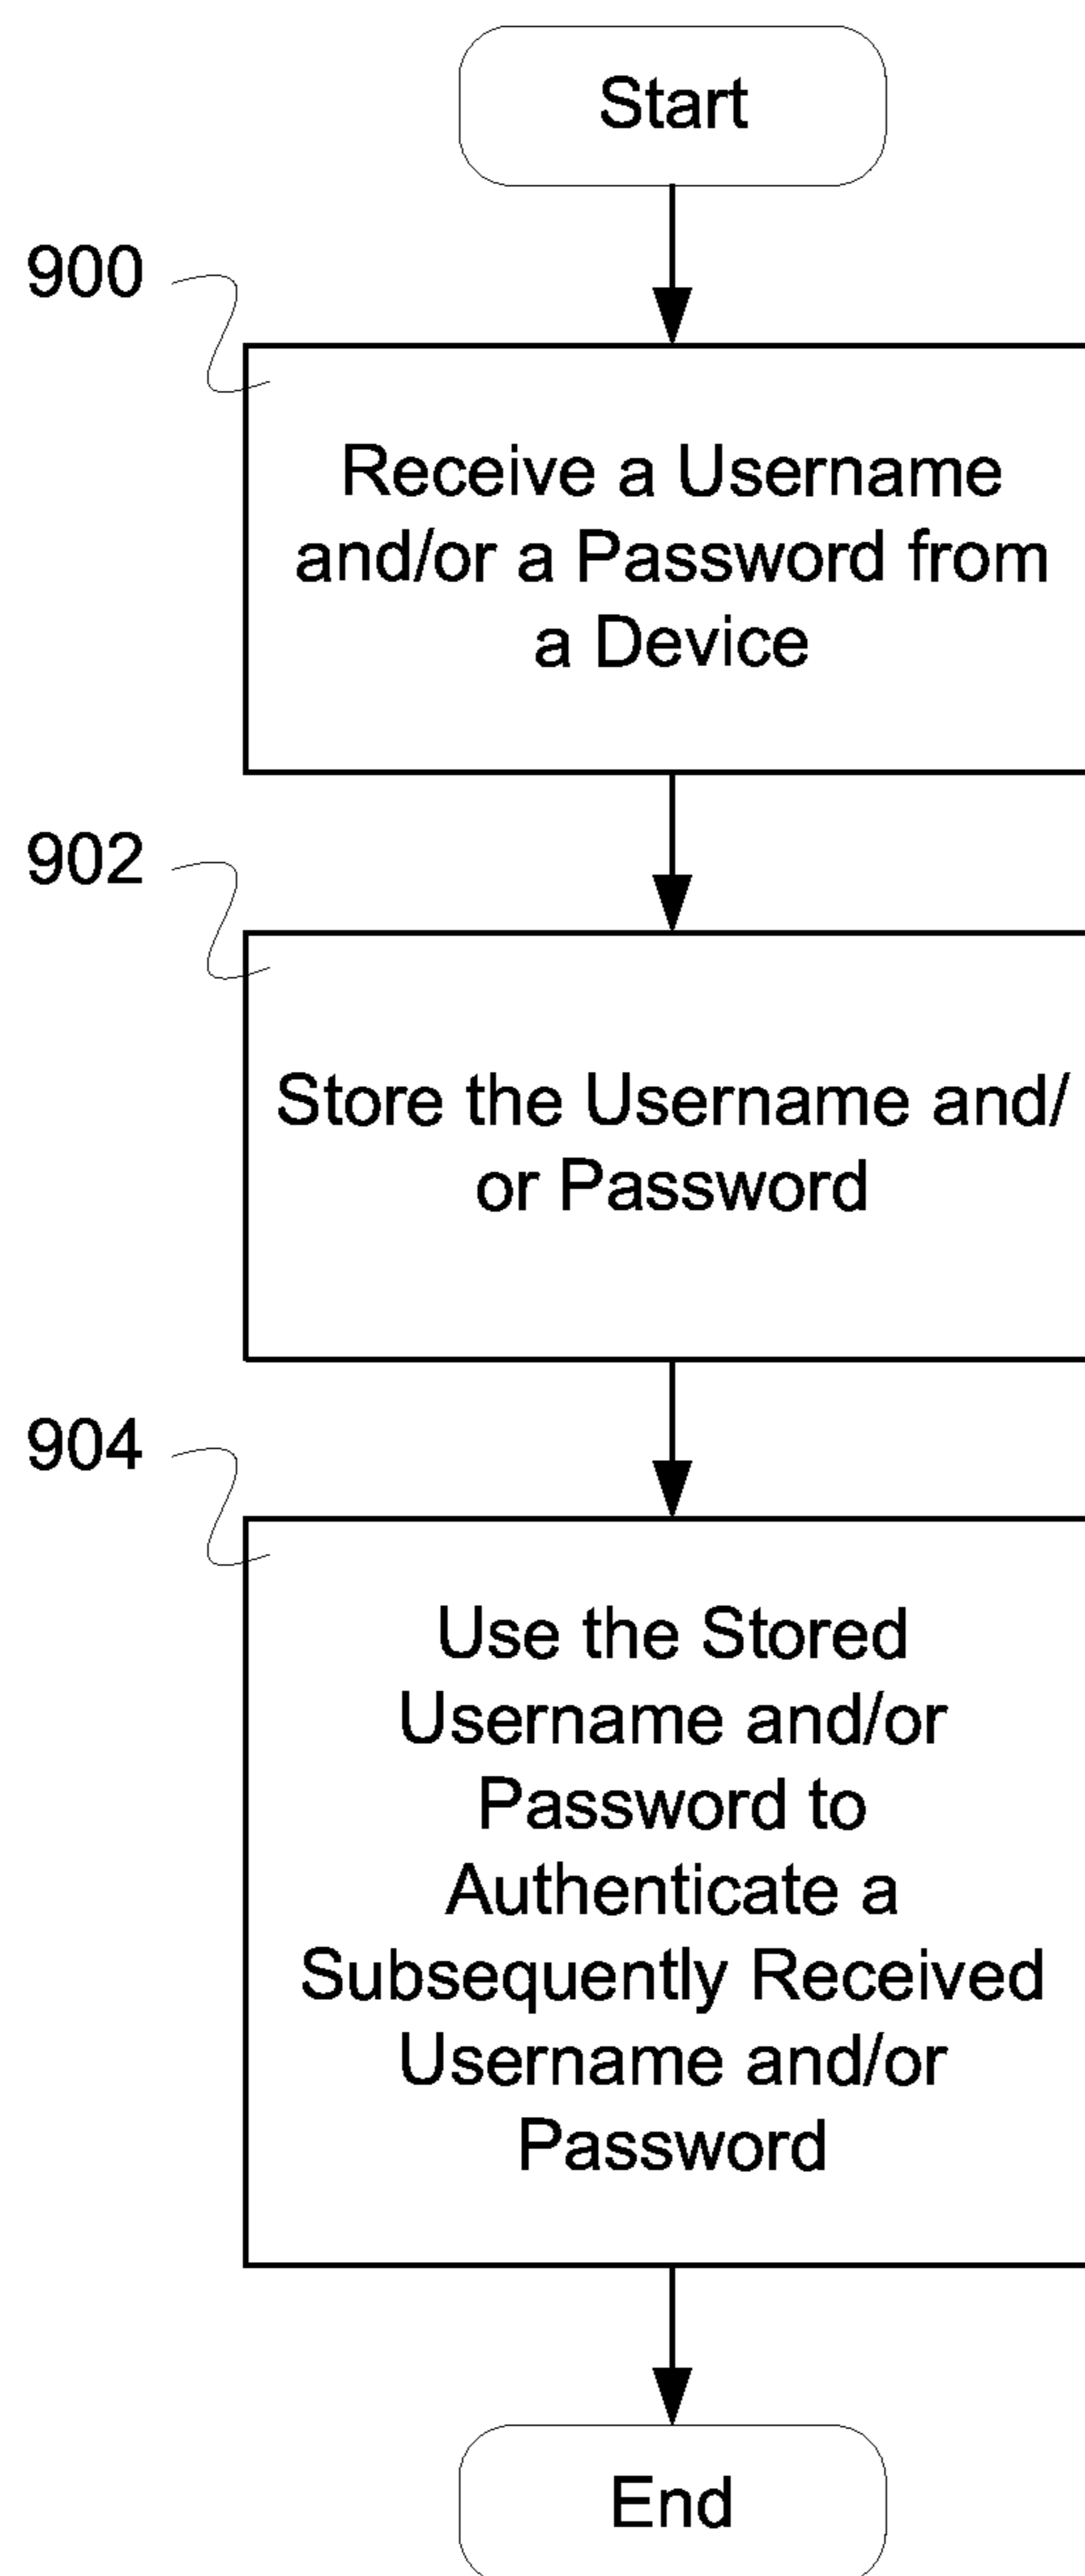 Start
900
Receive a Username
and/or a Password from
a Device
902
Store the Username and/
or Password
904
Use the Stored
Username and/or
Password to
Authenticate a
Subsequently Received
Username and/or
Password
End